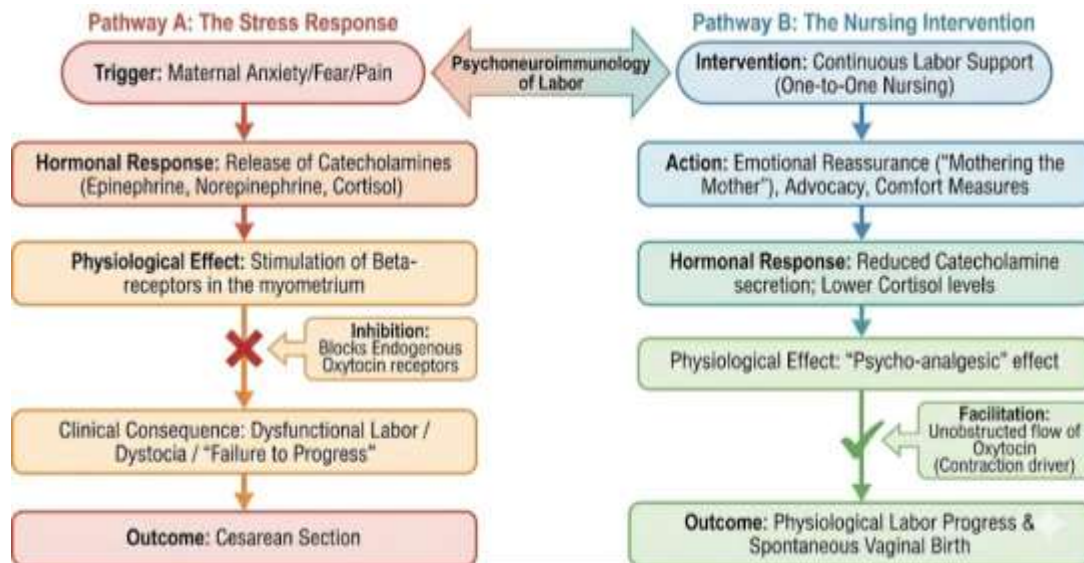 Pathway A: The Stress Response
Trigger: Maternal Anxiety/Fear/Pain
Hormonal Response: Release of Catecholamines
(Epinephrine, Norepinephrine, Cortisol)
Physiological Effect: Stimulation of Beta-
receptors in the myometrium
Inhibition:
Blocks Endogenous
Oxytocin receptors
Clinical Consequence: Dysfunctional Labor /
Dystocia / "Failure to Progress"
Outcome: Cesarean Section
Psychoneuroimmunology
of Labor
Pathway B: The Nursing Intervention
Intervention: Continuous Labor Support
(One-to-One Nursing)
Action: Emotional Reassurance ("Mothering the
Mother"), Advocacy, Comfort Measures
Hormonal Response: Reduced Catecholamine
secretion; Lower Cortisol levels
Physiological Effect: "Psycho-analgesic" effect
Facilitation:
Unobstructed flow of
Oxytocin
(Contraction driver)
Outcome: Physiological Labor Progress &
Spontaneous Vaginal Birth